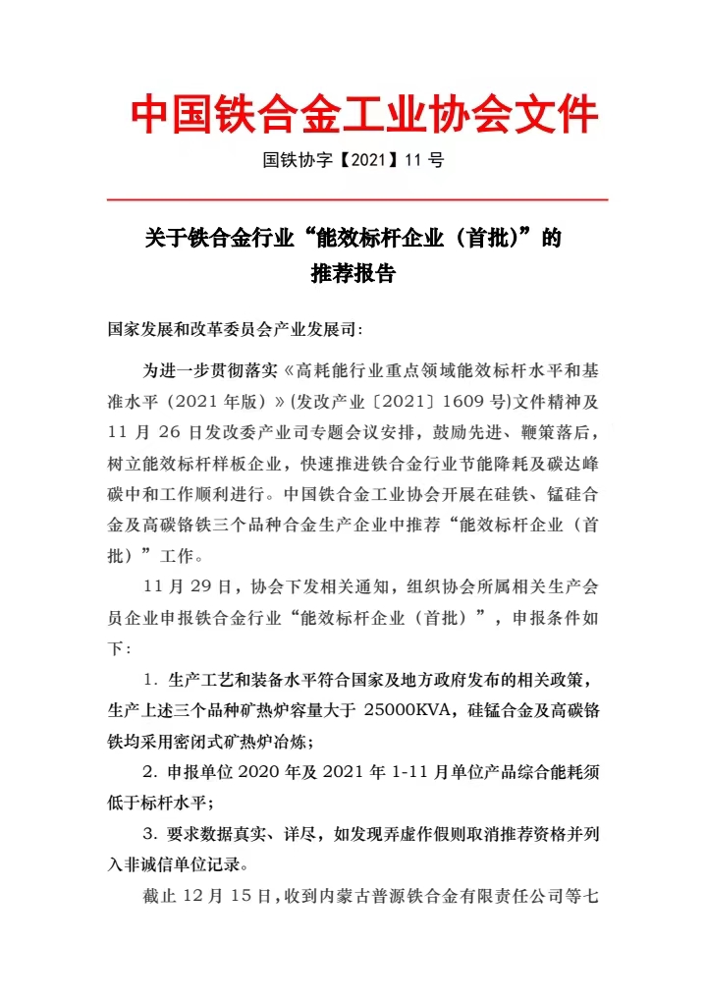 中国铁合金工业协会文件
国铁协字【2021】11 号
关于铁合金行业“能效标杆企业（首批）”的
推荐报告
国家发展和改革委员会产业发展司：
为进一步贯彻落实《高耗能行业重点领域能效标杆水平和基
准水平（2021 年版）》(发改产业〔2021〕1609 号)文件精神及
11 月 26 日发改委产业司专题会议安排，鼓励先进、鞭策落后，
树立能效标杆样板企业，快速推进铁合金行业节能降耗及碳达峰
碳中和工作顺利进行。中国铁合金工业协会开展在硅铁、锰硅合
金及高碳铬铁三个品种合金生产企业中推荐“能效标杆企业（首
批）”工作。
11 月 29 日，协会下发相关通知，组织协会所属相关生产会
员企业申报铁合金行业“能效标杆企业（首批）”，申报条件如
下：
1. 生产工艺和装备水平符合国家及地方政府发布的相关政策，
生产上述三个品种矿热炉容量大于 25000KVA，硅锰合金及高碳铬
铁均采用密闭式矿热炉冶炼；
2. 申报单位 2020 年及 2021 年 1-11 月单位产品综合能耗须
低于标杆水平；
3. 要求数据真实、详尽，如发现弄虚作假则取消推荐资格并列
入非诚信单位记录。
截止 12 月 15 日，收到内蒙古普源铁合金有限责任公司等七